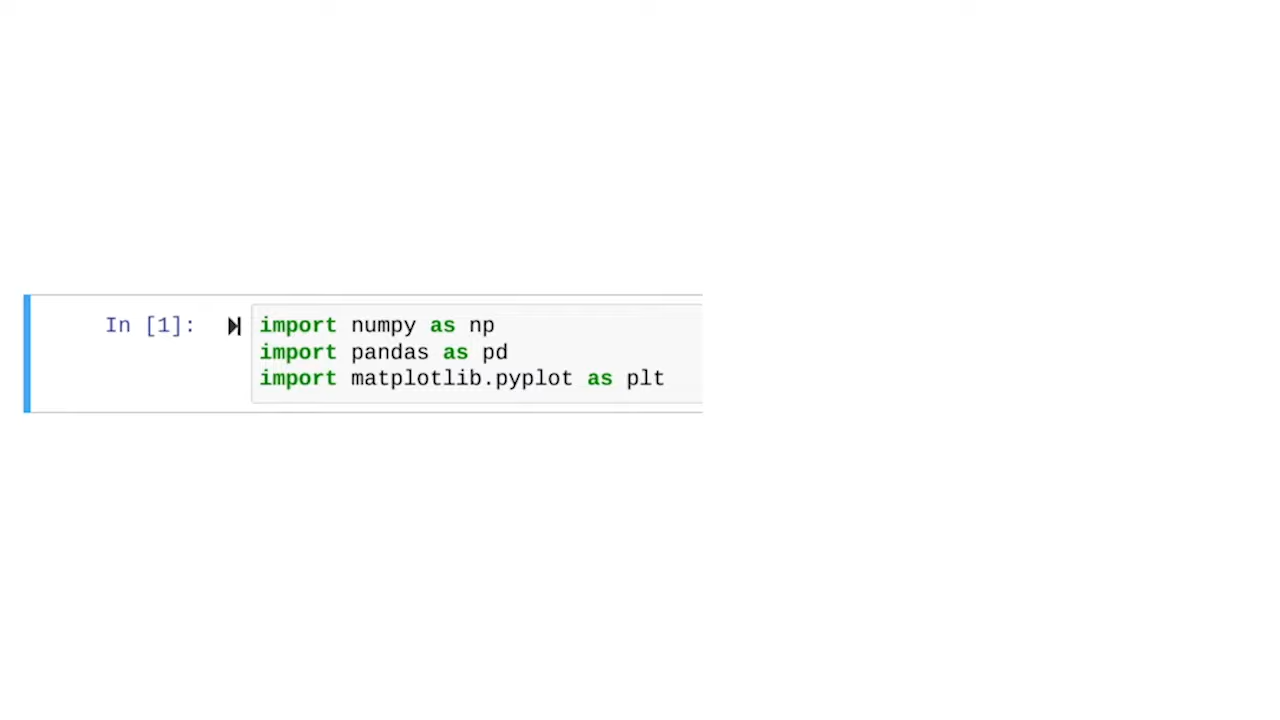 In [1]: import numpy as np
import pandas as pd
import matplotlib.pyplot as plt